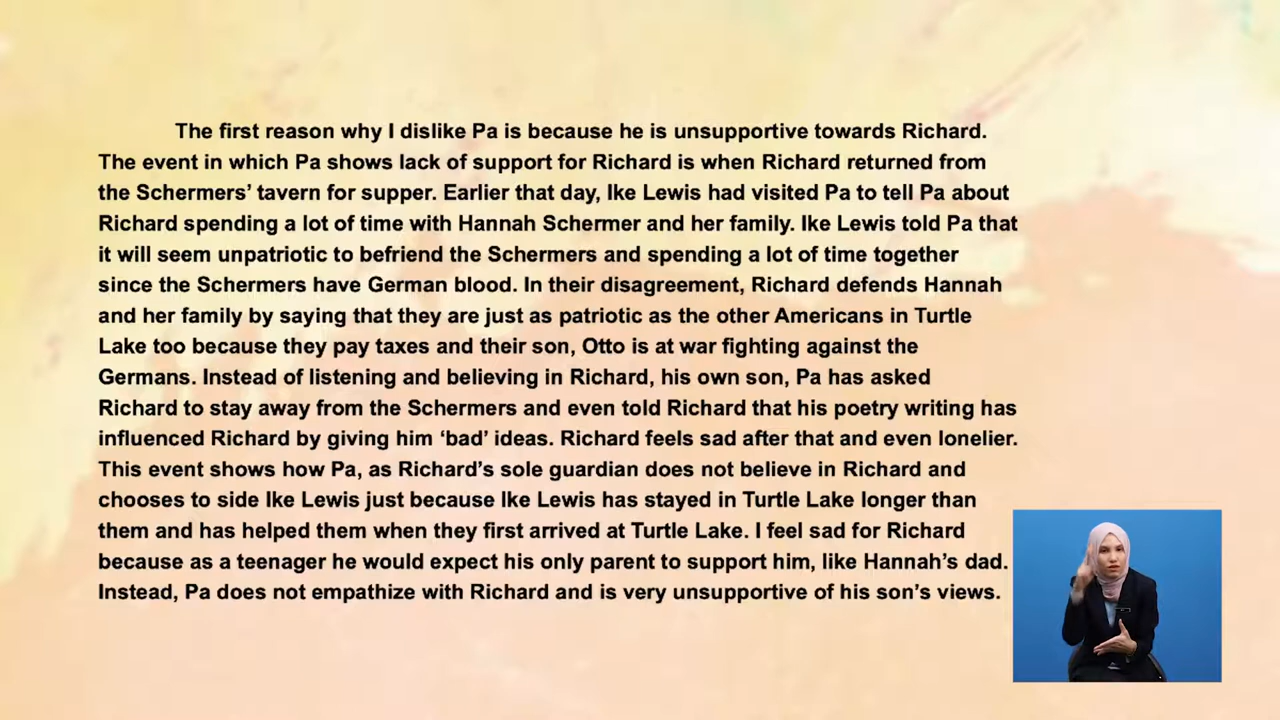 The first reason why I dislike Pa is because he is unsupportive towards Richard.
The event in which Pa shows lack of support for Richard is when Richard returned from
the Schermers’ tavern for supper. Earlier that day, Ike Lewis had visited Pa to tell Pa about
Richard spending a lot of time with Hannah Schermer and her family. Ike Lewis told Pa that
it will seem unpatriotic to befriend the Schermers and spending a lot of time together
since the Schermers have German blood. In their disagreement, Richard defends Hannah
and her family by saying that they are just as patriotic as the other Americans in Turtle
Lake too because they pay taxes and their son, Otto is at war fighting against the
Germans. Instead of listening and believing in Richard, his own son, Pa has asked
Richard to stay away from the Schermers and even told Richard that his poetry writing has
influenced Richard by giving him ‘bad’ ideas. Richard feels sad after that and even lonelier.
This event shows how Pa, as Richard’s sole guardian does not believe in Richard and
chooses to side Ike Lewis just because Ike Lewis has stayed in Turtle Lake longer than
them and has helped them when they first arrived at Turtle Lake. I feel sad for Richard
because as a teenager he would expect his only parent to support him, like Hannah’s dad.
Instead, Pa does not empathize with Richard and is very unsupportive of his son’s views.